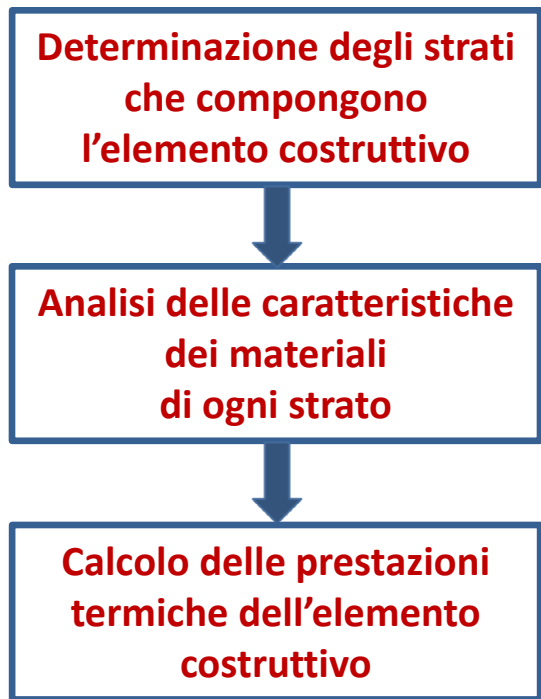 Determinazione degli strati
che compongono
l’elemento costruttivo
Analisi delle caratteristiche
dei materiali
di ogni strato
Calcolo delle prestazioni
termiche dell’elemento
costruttivo